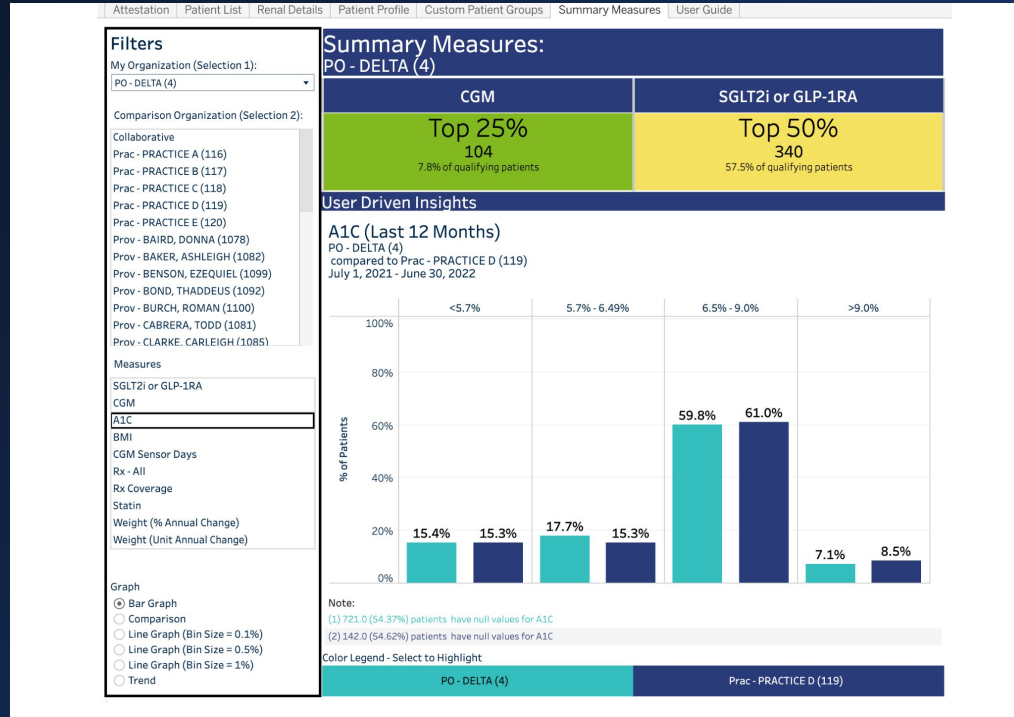 Attestation Patient List Renal Details Patient Profile Custom Patient Groups Summary Measures User Guide
Filters
My Organization (Selection 1):
PO - DELTA (4)
Comparison Organization (Selection 2):
Collaborative
Prac - PRACTICE A (116)
Prac - PRACTICE B (117)
Prac - PRACTICE C (118)
Prac - PRACTICE D (119)
Prac - PRACTICE E (120)
Prov - BAIRD, DONNA (1078)
Prov - BAKER, ASHLEIGH (1082)
Prov - BENSON, EZEQUIEL (1099)
Prov - BOND, THADDEUS (1092)
Prov - BURCH, ROMAN (1100)
Prov - CABRERA, TODD (1081)
Prov - CLARKE, CARLEIGH (1085)
Measures
SGLT2i or GLP-1RA
CGM
A1C
BMI
CGM Sensor Days
Rx - All
Rx Coverage
Statin
Weight (% Annual Change)
Weight (Unit Annual Change)
Graph
Bar Graph
Comparison
Line Graph (Bin Size = 0.1%)
Line Graph (Bin Size = 0.5%)
Line Graph (Bin Size = 1%)
Trend
Summary Measures:
PO - DELTA (4)
CGM
SGLT2i or GLP-1RA
Top 25%
104
7.8% of qualifying patients
Top 50%
340
57.5% of qualifying patients
User Driven Insights
A1C (Last 12 Months)
PO - DELTA (4)
compared to Prac - PRACTICE D (119)
July 1, 2021 - June 30, 2022
<5.7% 5.7% - 6.49% 6.5% - 9.0% >9.0%
100%
80%
60%
40%
20%
0%
% of Patients
15.4% 15.3% 17.7% 15.3% 59.8% 61.0% 7.1% 8.5%
Note:
(1) 721.0 (54.37%) patients have null values for A1C
(2) 142.0 (54.62%) patients have null values for A1C
Color Legend - Select to Highlight
PO - DELTA (4) Prac - PRACTICE D (119)